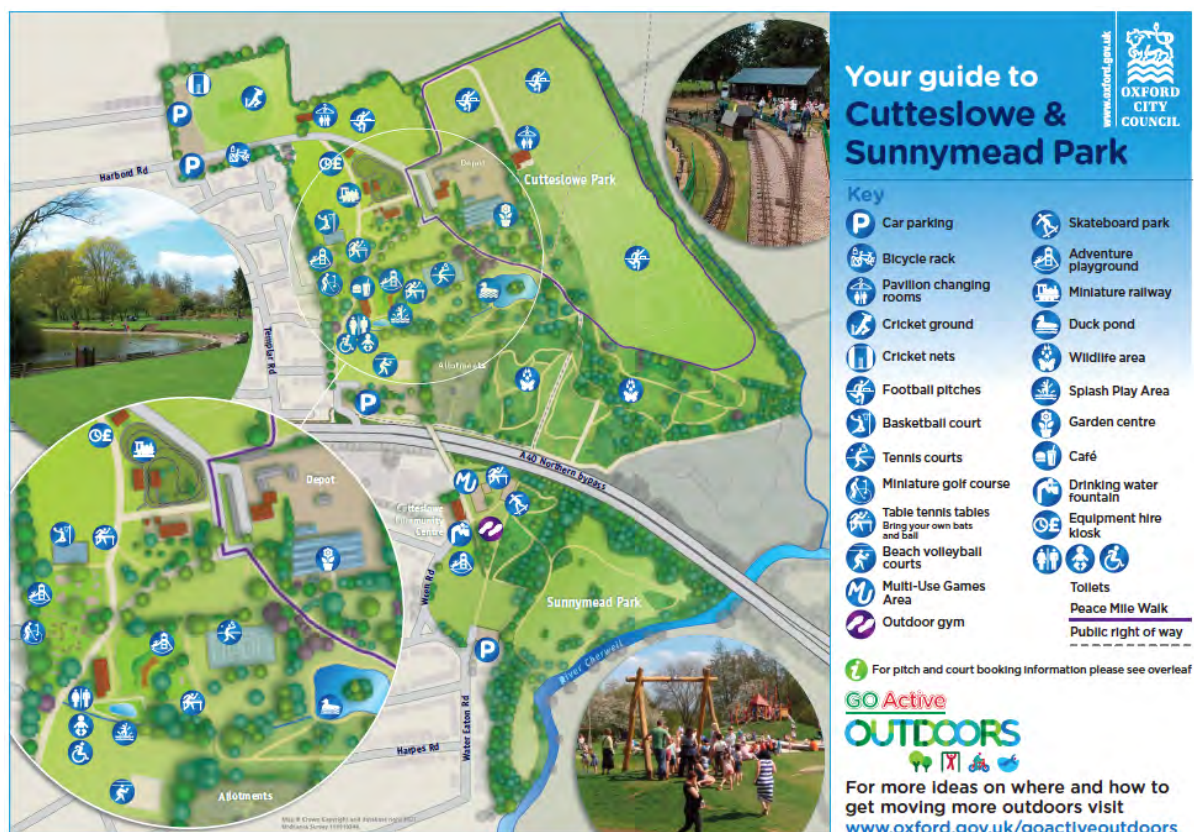 Your guide to
Cutteslowe &
Sunnymead Park
www.oxford.gov.uk
OXFORD
CITY
COUNCIL
Key
P Car parking
Bicycle rack
Pavilion changing
rooms
Cricket ground
Cricket nets
Football pitches
Basketball court
Tennis courts
Miniature golf course
Table tennis tables
Bring your own bats
and ball
Beach volleyball
courts
Multi-Use Games
Area
Outdoor gym
Skateboard park
Adventure
playground
Miniature railway
Duck pond
Wildlife area
Splash Play Area
Garden centre
Café
Drinking water
fountain
Equipment hire
kiosk
Toilets
Peace Mile Walk
Public right of way
i For pitch and court booking information please see overleaf
GO Active
OUTDOORS
For more ideas on where and how to
get moving more outdoors visit
www.oxford.gov.uk/goactiveoutdoors
P
P
Harbord Rd
Depot
Cutteslowe Park
Templar Rd
Allotments
P
A40 Northern bypass
Cutteslowe
Community
Centre
Wren Rd
Sunnymead Park
P
River Cherwell
Water Eaton Rd
Harpes Rd
Depot
Allotments